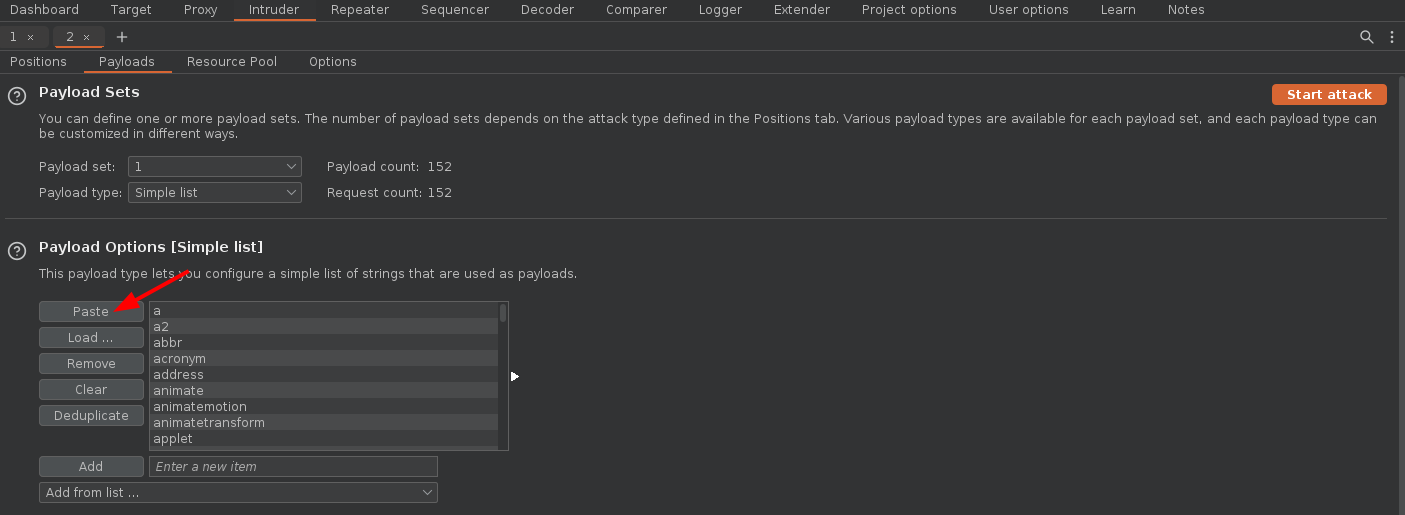 Dashboard Target Proxy Intruder Repeater Sequencer Decoder Comparer Logger Extender Project options User options Learn Notes
1 × 2 × +
Positions Payloads Resource Pool Options
? Payload Sets Start attack
You can define one or more payload sets. The number of payload sets depends on the attack type defined in the Positions tab. Various payload types are available for each payload set, and each payload type can
be customized in different ways.
Payload set: 1 Payload count: 152
Payload type: Simple list Request count: 152
? Payload Options [Simple list]
This payload type lets you configure a simple list of strings that are used as payloads.
Paste a
a2
Load ... abbr
Remove acronym
address
Clear animate
animatemotion
Deduplicate animatetransform
applet
Add Enter a new item
Add from list ...